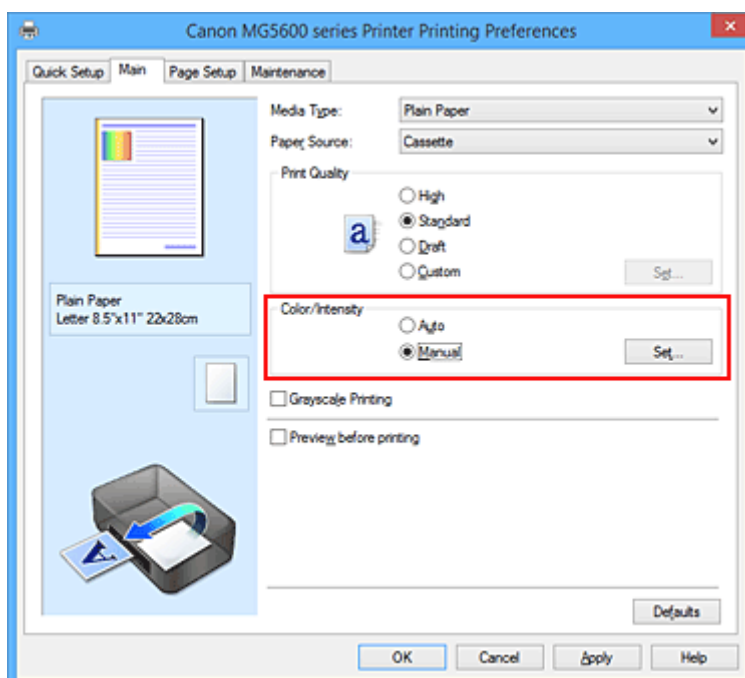 Canon MG5600 series Printer Printing Preferences
Quick Setup Main Page Setup Maintenance
Media Type: Plain Paper
Paper Source: Cassette
Print Quality
High
Standard
Draft
Custom Set...
a
Plain Paper
Letter 8.5"x11" 22x28cm
Color/Intensity
Auto
Manual Set...
Grayscale Printing
Preview before printing
A
Defaults
OK Cancel Apply Help